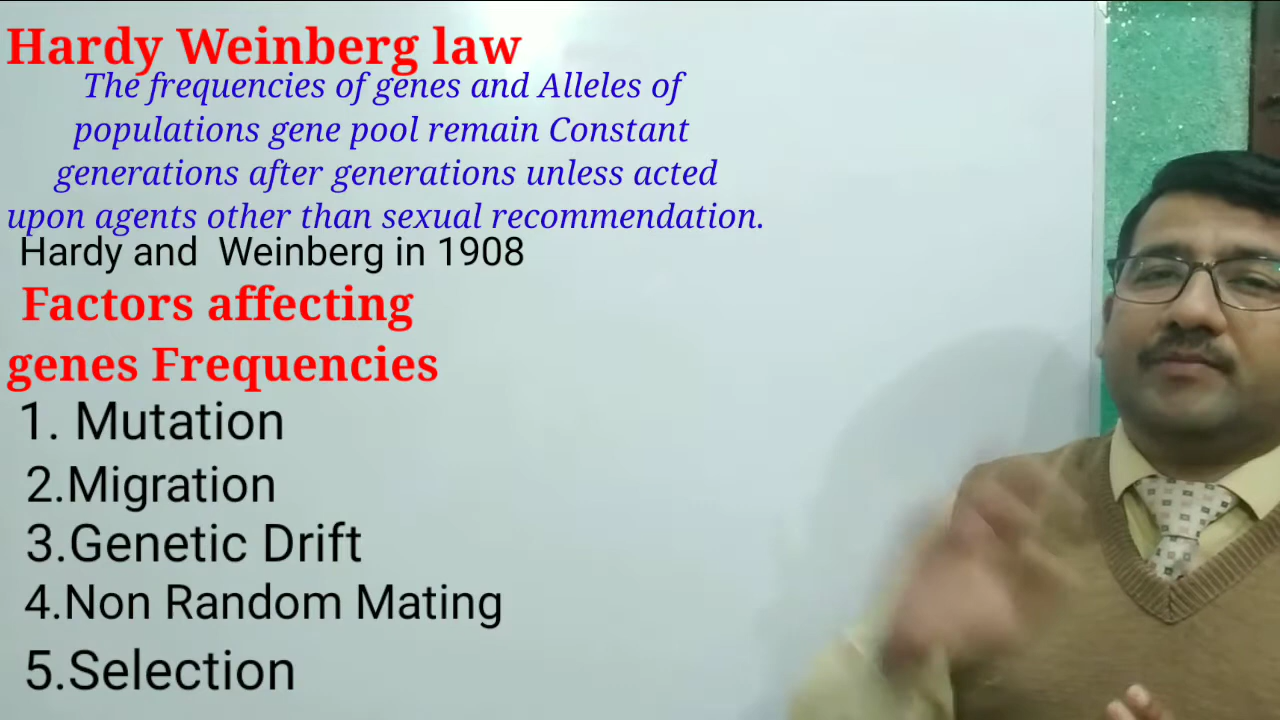 Hardy Weinberg law
The frequencies of genes and Alleles of
populations gene pool remain Constant
generations after generations unless acted
upon agents other than sexual recommendation.
Hardy and Weinberg in 1908
Factors affecting
genes Frequencies
1. Mutation
2.Migration
3.Genetic Drift
4.Non Random Mating
5.Selection